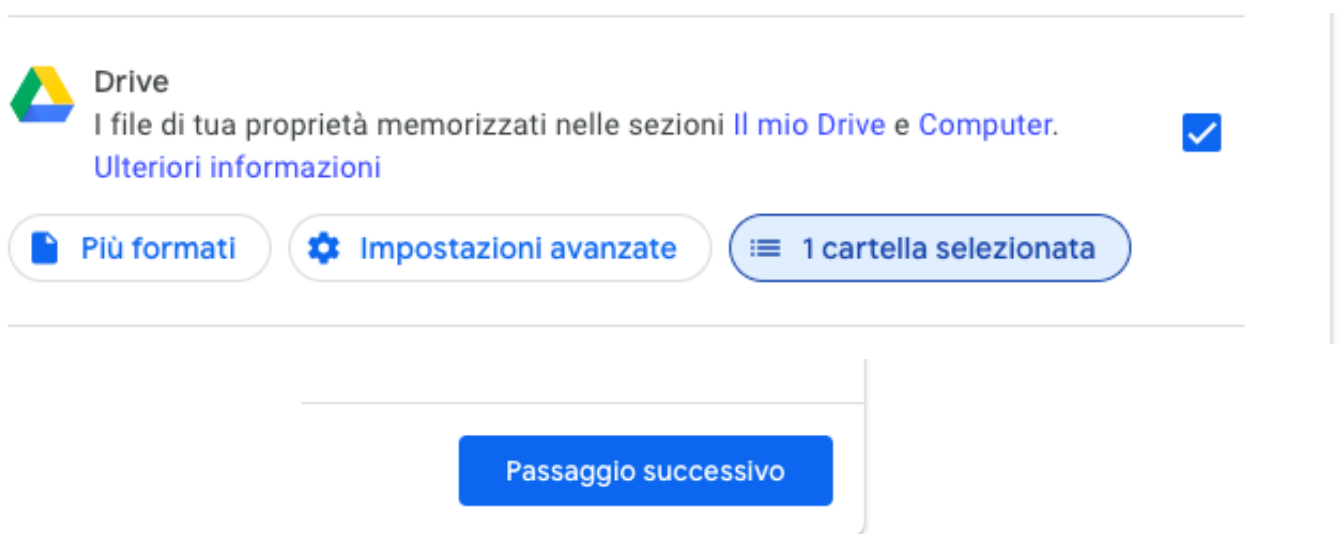 Drive
I file di tua proprietà memorizzati nelle sezioni Il mio Drive e Computer.
Ulteriori informazioni
Più formati
Impostazioni avanzate
1 cartella selezionata
Passaggio successivo